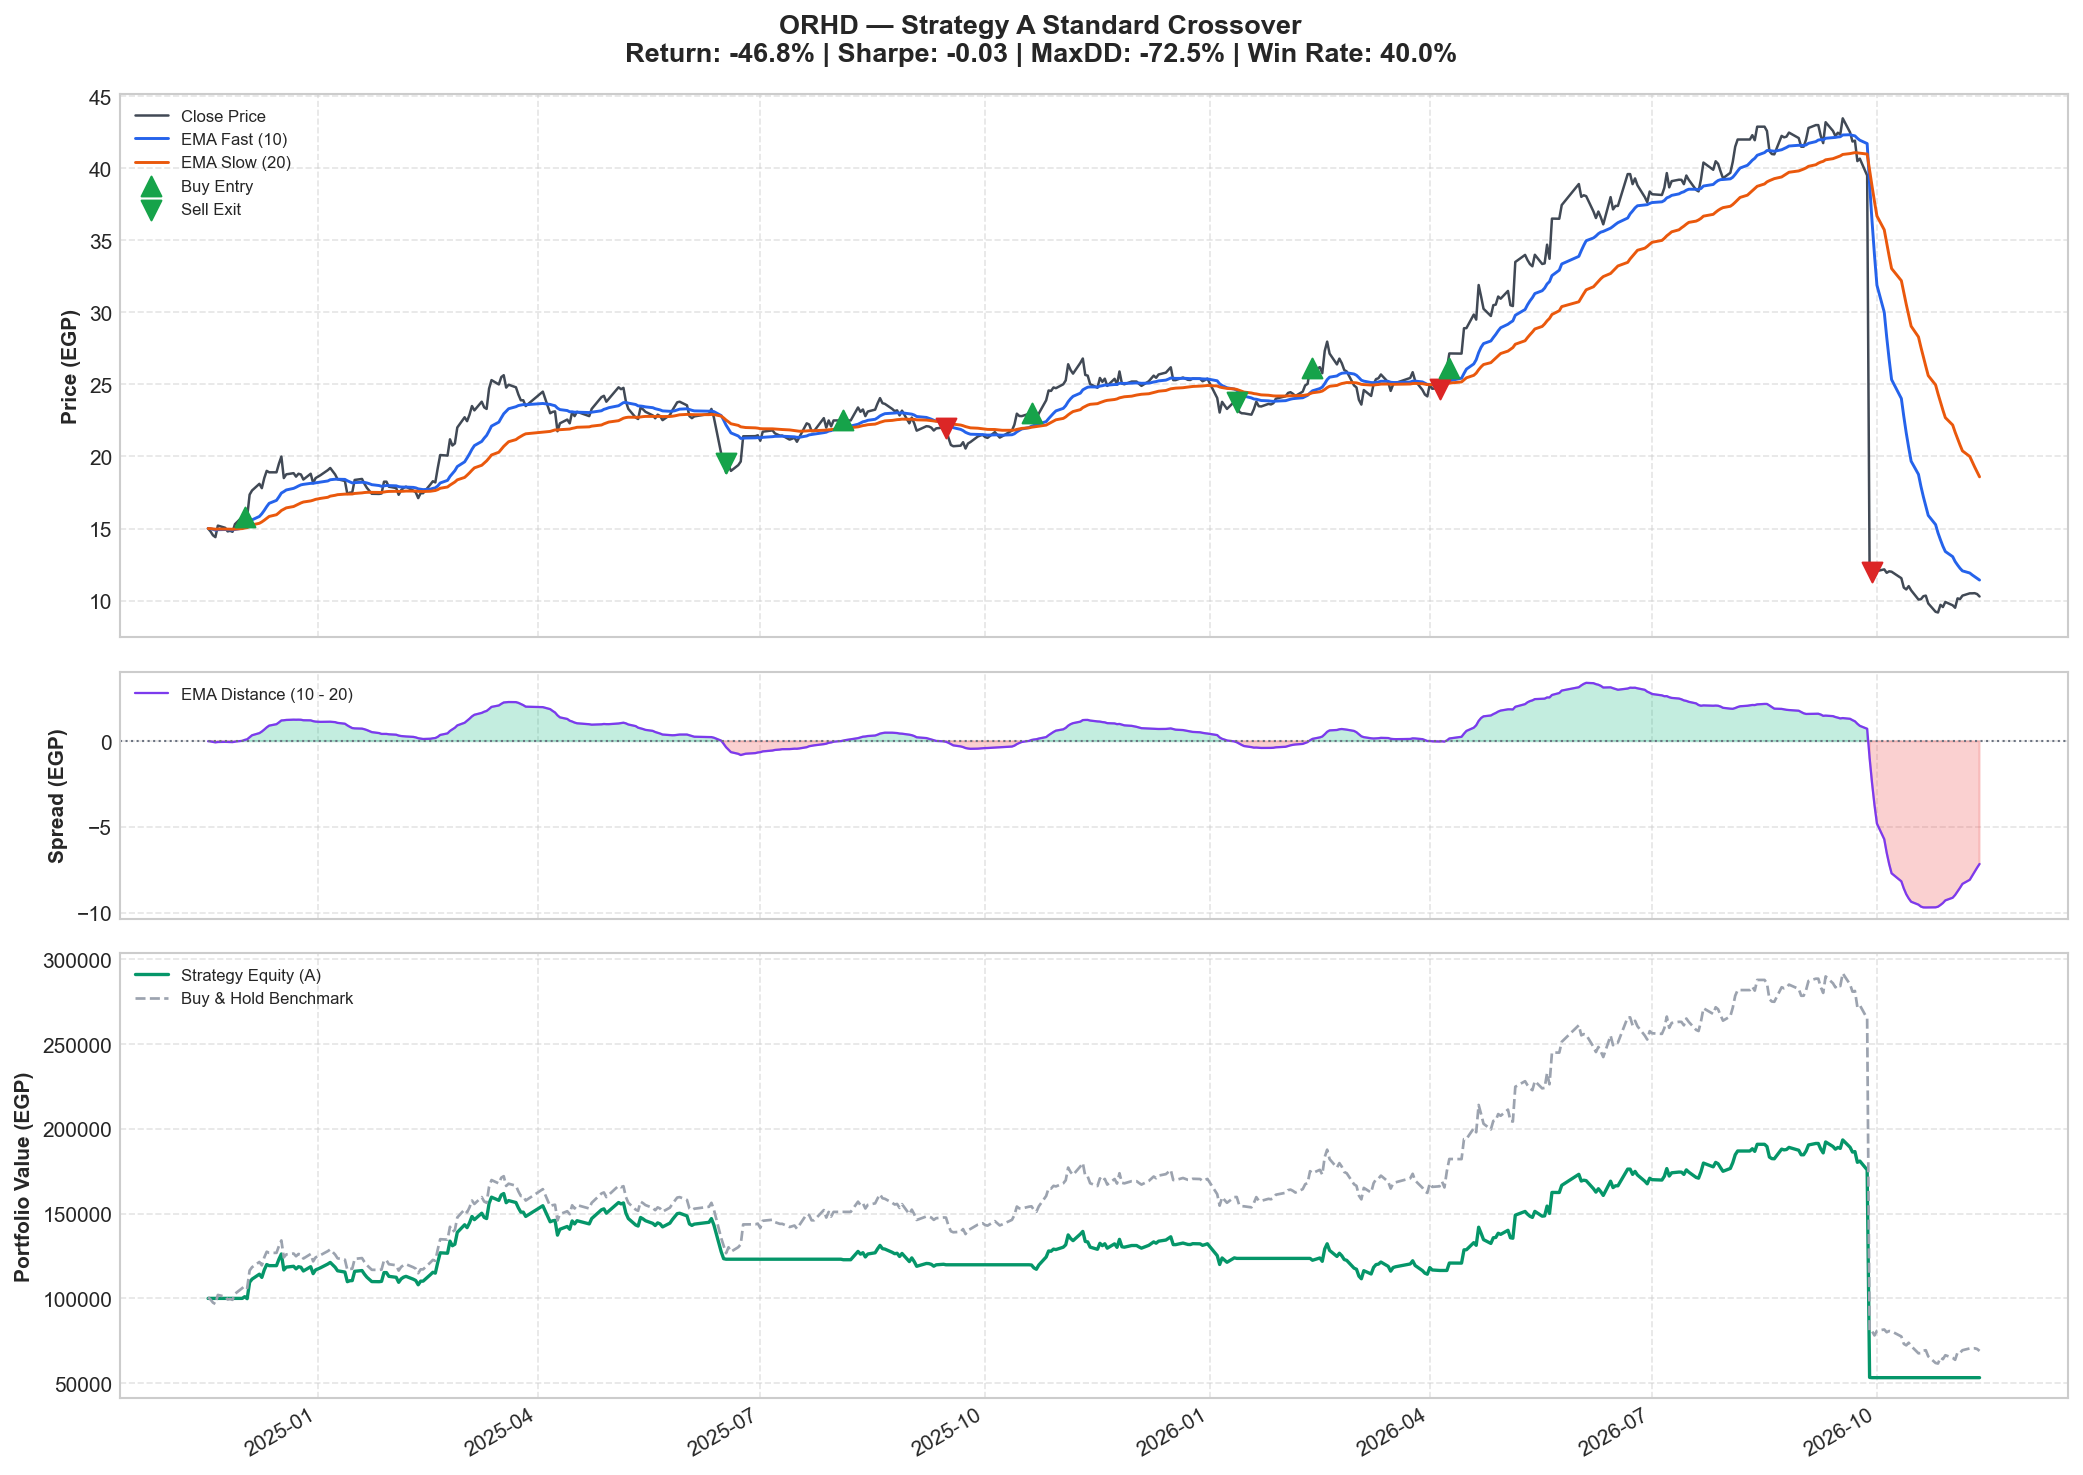 ORHD — Strategy A Standard Crossover
Return: -46.8% | Sharpe: -0.03 | MaxDD: -72.5% | Win Rate: 40.0%
Close Price
EMA Fast (10)
EMA Slow (20)
Buy Entry
Sell Exit
Price (EGP)
45
40
35
30
25
20
15
10
EMA Distance (10 - 20)
Spread (EGP)
0
−5
−10
Strategy Equity (A)
Buy & Hold Benchmark
Portfolio Value (EGP)
300000
250000
200000
150000
100000
50000
2025-01
2025-04
2025-07
2025-10
2026-01
2026-04
2026-07
2026-10